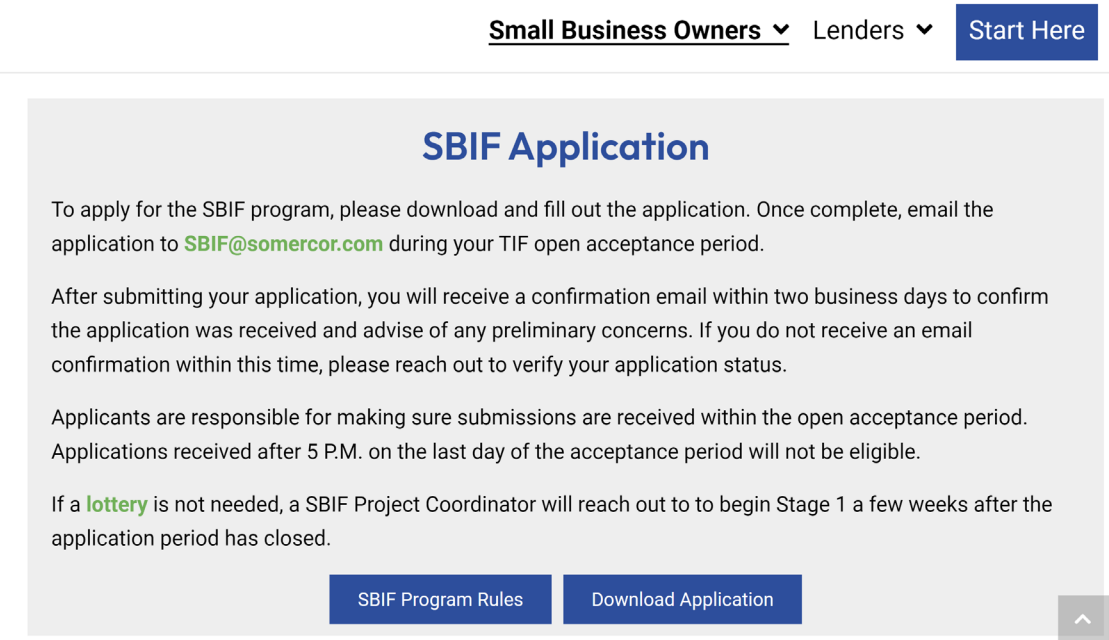 Small Business Owners Lenders Start Here
SBIF Application
To apply for the SBIF program, please download and fill out the application. Once complete, email the
application to SBIF@somercor.com during your TIF open acceptance period.
After submitting your application, you will receive a confirmation email within two business days to confirm
the application was received and advise of any preliminary concerns. If you do not receive an email
confirmation within this time, please reach out to verify your application status.
Applicants are responsible for making sure submissions are received within the open acceptance period.
Applications received after 5 P.M. on the last day of the acceptance period will not be eligible.
If a lottery is not needed, a SBIF Project Coordinator will reach out to to begin Stage 1 a few weeks after the
application period has closed.
SBIF Program Rules Download Application